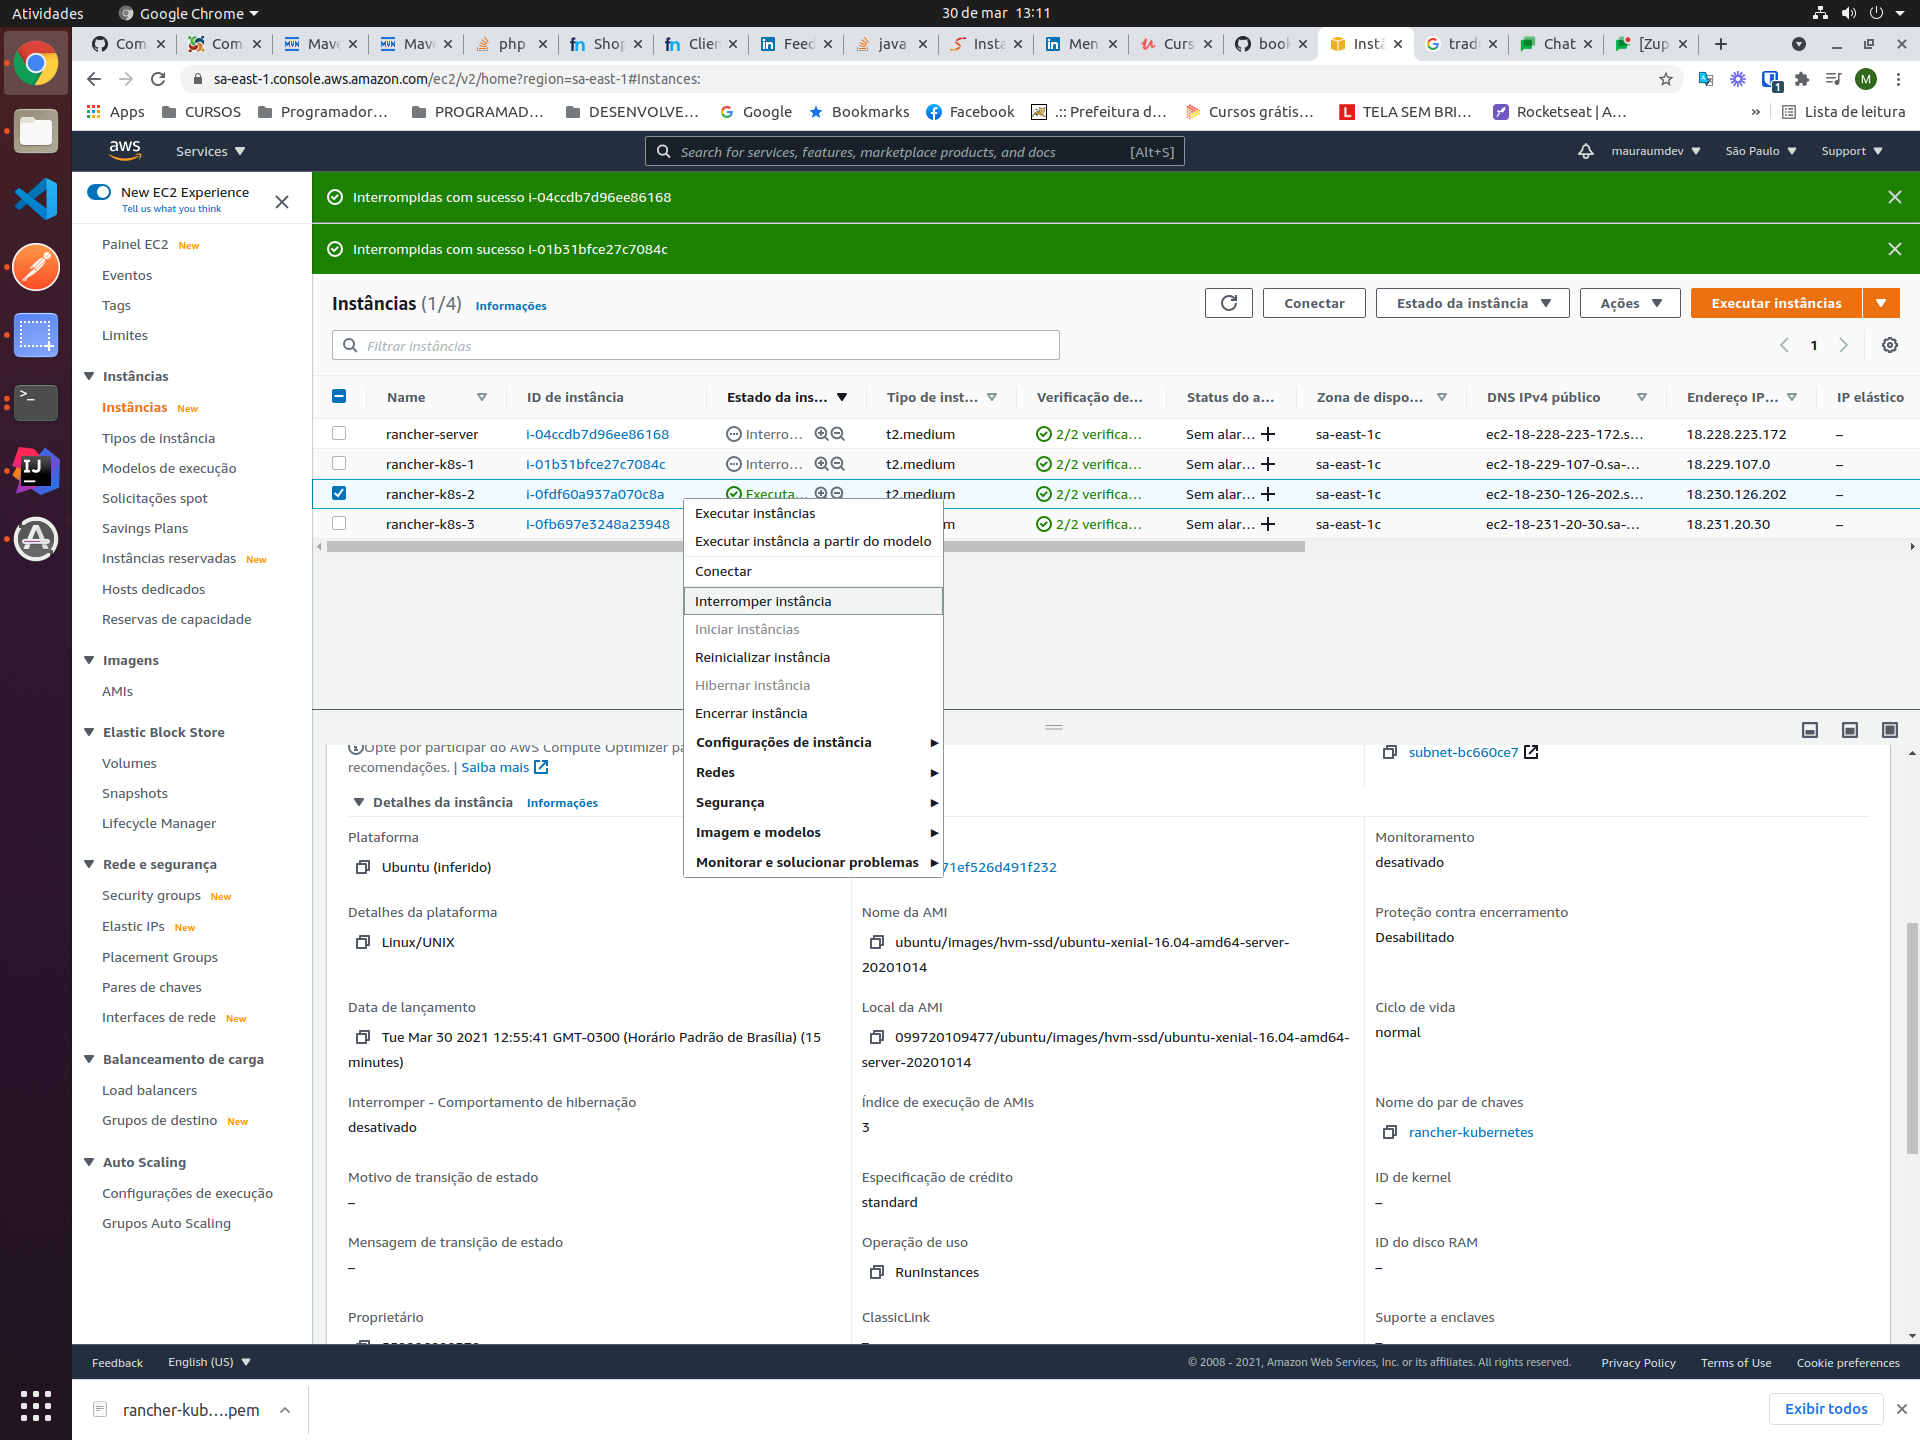 Atividades
Google Chrome
30 de mar 13:11
Com
Com
Mav
Mav
php
Shop
Clien
Feed
java
Insta
Men
Curs
book
Instâ
trad
Chat
[Zup
sa-east-1.console.aws.amazon.com/ec2/v2/home?region=sa-east-1#Instances:
1
M
Apps
CURSOS
Programador...
PROGRAMAD...
DESENVOLVE...
Google
Bookmarks
Facebook
.:: Prefeitura d...
Cursos grátis...
TELA SEM BRI...
Rocketseat | A...
»
Lista de leitura
aws
Services
Search for services, features, marketplace products, and docs
[Alt+S]
mauraumdev
São Paulo
Support
New EC2 Experience
Tell us what you think
Painel EC2 New
Eventos
Tags
Limites
Instâncias
Instâncias New
Tipos de instância
Modelos de execução
Solicitações spot
Savings Plans
Instâncias reservadas New
Hosts dedicados
Reservas de capacidade
Imagens
AMIs
Elastic Block Store
Volumes
Snapshots
Lifecycle Manager
Rede e segurança
Security groups New
Elastic IPs New
Placement Groups
Pares de chaves
Interfaces de rede New
Balanceamento de carga
Load balancers
Grupos de destino New
Auto Scaling
Configurações de execução
Grupos Auto Scaling
Interrompidas com sucesso i-04ccdb7d96ee86168
Interrompidas com sucesso i-01b31bfce27c7084c
Instâncias (1/4) Informações
Conectar
Estado da instância
Ações
Executar instâncias
Filtrar instâncias
1
Name ID de instância Estado da ins... Tipo de inst... Verificação de... Status do a... Zona de dispo... DNS IPv4 público Endereço IP... IP elástico
rancher-server i-04ccdb7d96ee86168 Interro... t2.medium 2/2 verifica... Sem alar... sa-east-1c ec2-18-228-223-172.s... 18.228.223.172 –
rancher-k8s-1 i-01b31bfce27c7084c Interro... t2.medium 2/2 verifica... Sem alar... sa-east-1c ec2-18-229-107-0.sa-... 18.229.107.0 –
rancher-k8s-2 i-0fdf60a937a070c8a Executa... t2.medium 2/2 verifica... Sem alar... sa-east-1c ec2-18-230-126-202.s... 18.230.126.202 –
rancher-k8s-3 i-0fb697e3248a23948 2/2 verifica... Sem alar... sa-east-1c ec2-18-231-20-30.sa-... 18.231.20.30 –
Executar instâncias
Executar instância a partir do modelo
Conectar
Interromper instância
Iniciar instâncias
Reinicializar instância
Hibernar instância
Encerrar instância
Configurações de instância
Redes
Segurança
Imagem e modelos
Monitorar e solucionar problemas
Opte por participar do AWS Compute Optimizer
recomendações. | Saiba mais
subnet-bc660ce7
Detalhes da instância Informações
Plataforma
Ubuntu (inferido)
71ef526d491f232
Monitoramento
desativado
Detalhes da plataforma
Linux/UNIX
Nome da AMI
ubuntu/images/hvm-ssd/ubuntu-xenial-16.04-amd64-server-
20201014
Proteção contra encerramento
Desabilitado
Data de lançamento
Tue Mar 30 2021 12:55:41 GMT-0300 (Horário Padrão de Brasília) (15
minutes)
Local da AMI
099720109477/ubuntu/images/hvm-ssd/ubuntu-xenial-16.04-amd64-
server-20201014
Ciclo de vida
normal
Interromper - Comportamento de hibernação
desativado
Índice de execução de AMIs
3
Nome do par de chaves
rancher-kubernetes
Motivo de transição de estado
–
Especificação de crédito
standard
ID de kernel
–
Mensagem de transição de estado
–
Operação de uso
RunInstances
ID do disco RAM
–
Proprietário
ClassicLink
–
Suporte a enclaves
–
Feedback
English (US)
© 2008 - 2021, Amazon Web Services, Inc. or its affiliates. All rights reserved.
Privacy Policy
Terms of Use
Cookie preferences
rancher-kub....pem
Exibir todos